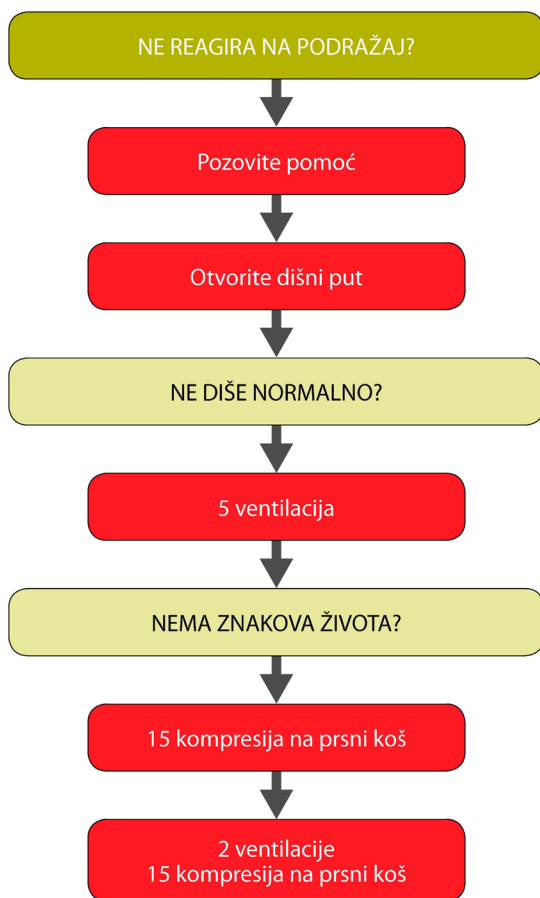 NE REAGIRA NA PODRAŽAJ?
Pozovite pomoć
Otvorite dišni put
NE DIŠE NORMALNO?
5 ventilacija
NEMA ZNAKOVA ŽIVOTA?
15 kompresija na prsni koš
2 ventilacije
15 kompresija na prsni koš